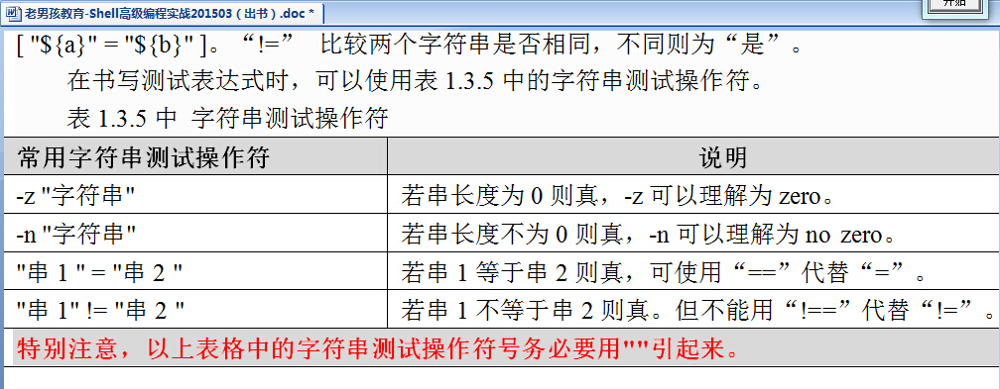 老男孩教育-Shell高级编程实战201503（出书）.doc *
开始
[ "${a}" = "${b}" ]。“!=” 比较两个字符串是否相同，不同则为“是”。
在书写测试表达式时，可以使用表 1.3.5 中的字符串测试操作符。
表 1.3.5 中 字符串测试操作符
常用字符串测试操作符 说明
-z "字符串" 若串长度为 0 则真，-z 可以理解为 zero。
-n "字符串" 若串长度不为 0 则真，-n 可以理解为 no zero。
"串 1 " = "串 2 " 若串 1 等于串 2 则真，可使用“==”代替“=”。
"串 1" != "串 2 " 若串 1 不等于串 2 则真。但不能用“!==”代替“!=”。
特别注意，以上表格中的字符串测试操作符号务必要用""引起来。